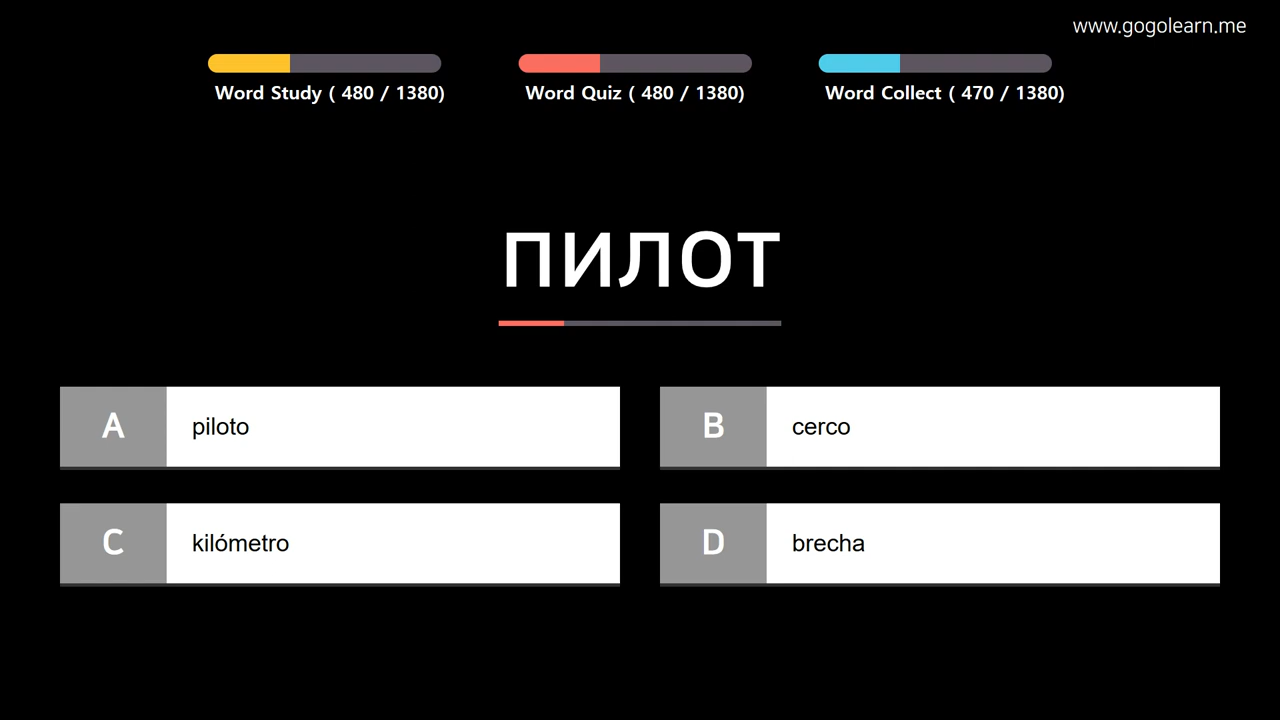 www.gogolearn.me
Word Study ( 480 / 1380)
Word Quiz ( 480 / 1380)
Word Collect ( 470 / 1380)
пилот
A piloto
B cerco
C kilómetro
D brecha